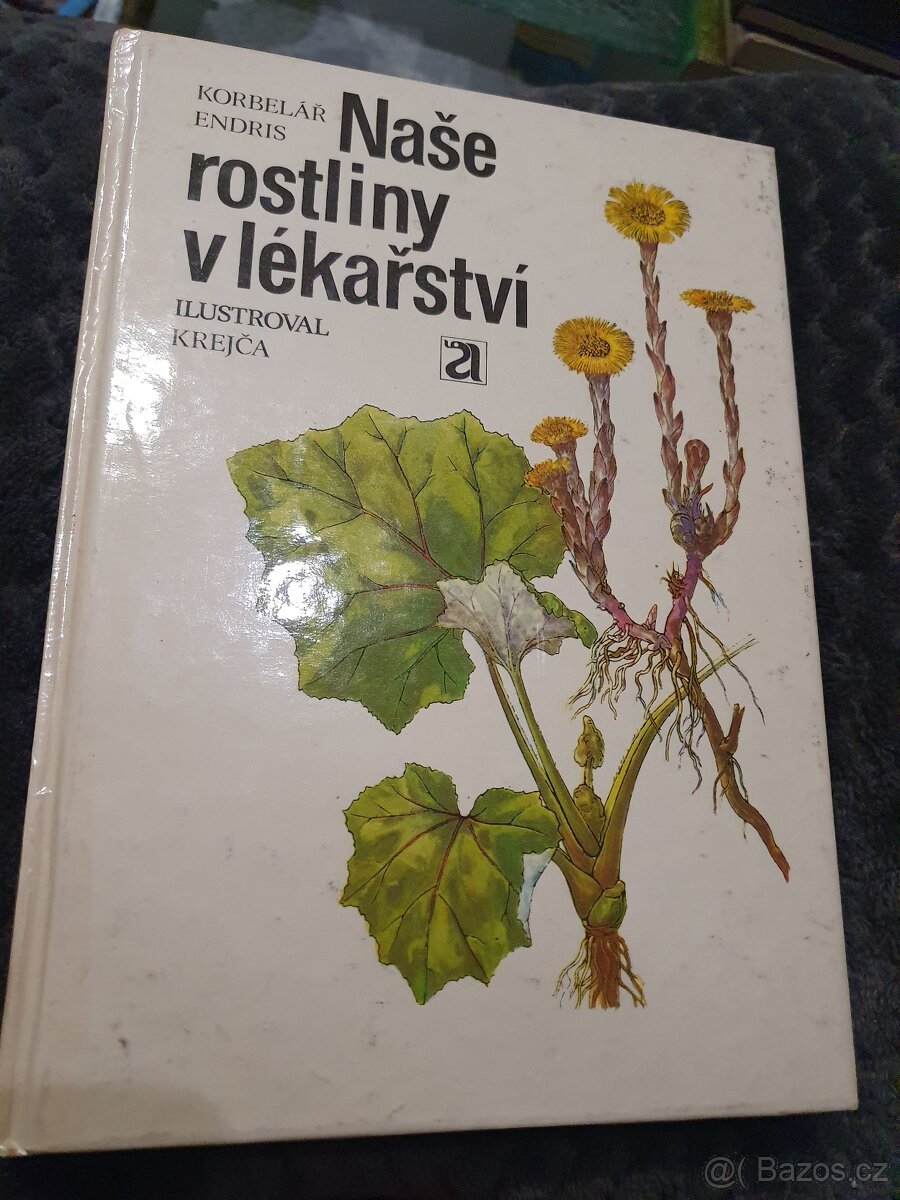 KORBELÁŘ
ENDRIS
Naše
rostliny
v lékařství
ILUSTROVAL
KREJČA
@( Bazos.cz